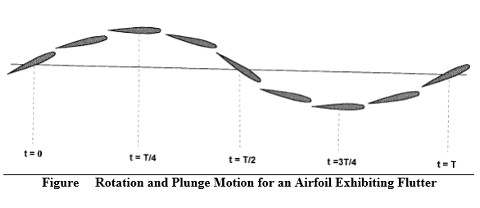 t = 0
t = T/4
t = T/2
t =3T/4
t = T
Figure Rotation and Plunge Motion for an Airfoil Exhibiting Flutter